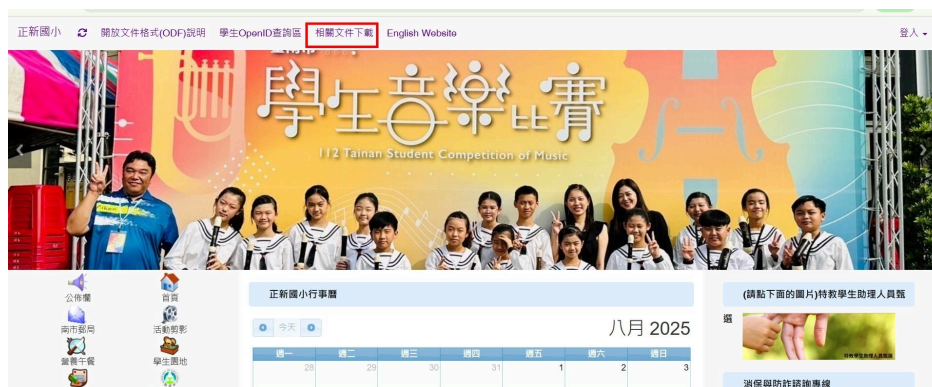 正新國小 開放文件格式(ODF)說明 學生OpenID查詢區 相關文件下載 English Website 登入
學生音樂比賽
112 Tainan Student Competition of Music
公佈欄 首頁
南市郵局 活動剪影
營養午餐 學生園地
正新國小行事曆
今天 八月 2025
週一 週二 週三 週四 週五 週六 週日
28 29 30 31 1 2 3
(請點下面的圖片)特教學生助理人員甄
選
消保與防詐諮詢專線